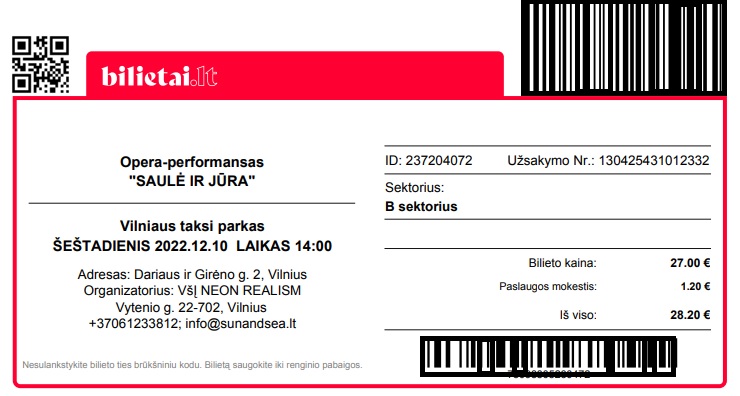 bilietai.lt
Opera-performansas
"SAULĖ IR JŪRA"
Vilniaus taksi parkas
ŠEŠTADIENIS 2022.12.10 LAIKAS 14:00
Adresas: Dariaus ir Girėno g. 2, Vilnius
Organizatorius: VšĮ NEON REALISM
Vytenio g. 22-702, Vilnius
+37061233812; info@sunandsea.lt
Nesulankstykite bilieto ties brūkšniniu kodu. Bilietą saugokite iki renginio pabaigos.
ID: 237204072 Užsakymo Nr.: 130425431012332
Sektorius:
B sektorius
Bilieto kaina: 27.00 €
Paslaugos mokestis: 1.20 €
Iš viso: 28.20 €